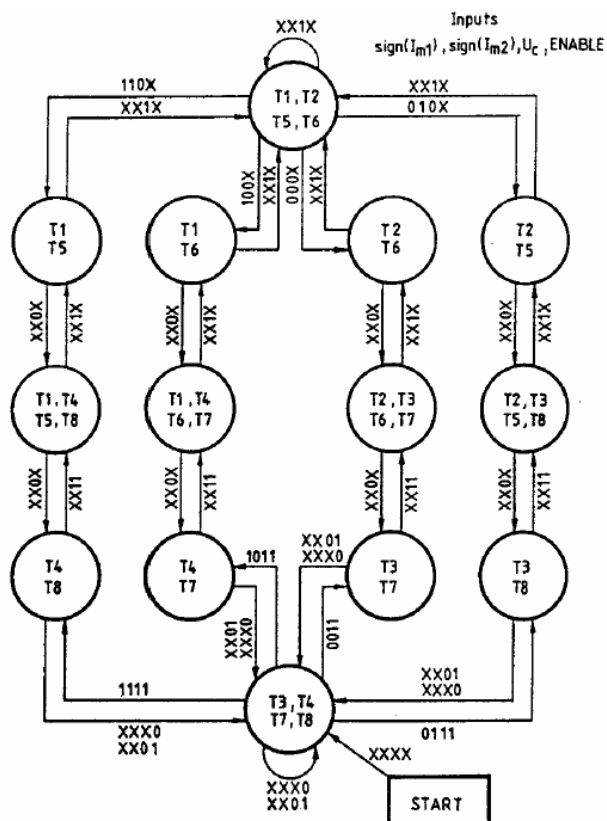 Inputs
sign(Im1), sign(Im2), Uc, ENABLE
XX1X
T1, T2
T5, T6
110X
XX1X
XX1X
010X
100X
XX1X
000X
XX1X
T1
T5
T1
T6
T2
T6
T2
T5
XX0X
XX1X
XX0X
XX1X
XX0X
XX1X
XX0X
XX1X
T1, T4
T5, T8
T1, T4
T6, T7
T2, T3
T6, T7
T2, T3
T5, T8
XX0X
XX11
XX0X
XX11
XX0X
XX11
XX0X
XX11
T4
T8
T4
T7
T3
T7
T3
T8
1011
XX01
XXX0
XX01
XXX0
0011
1111
XXX0
XX01
T3, T4
T7, T8
XX01
XXX0
0111
XXX0
XX01
XXXX
START